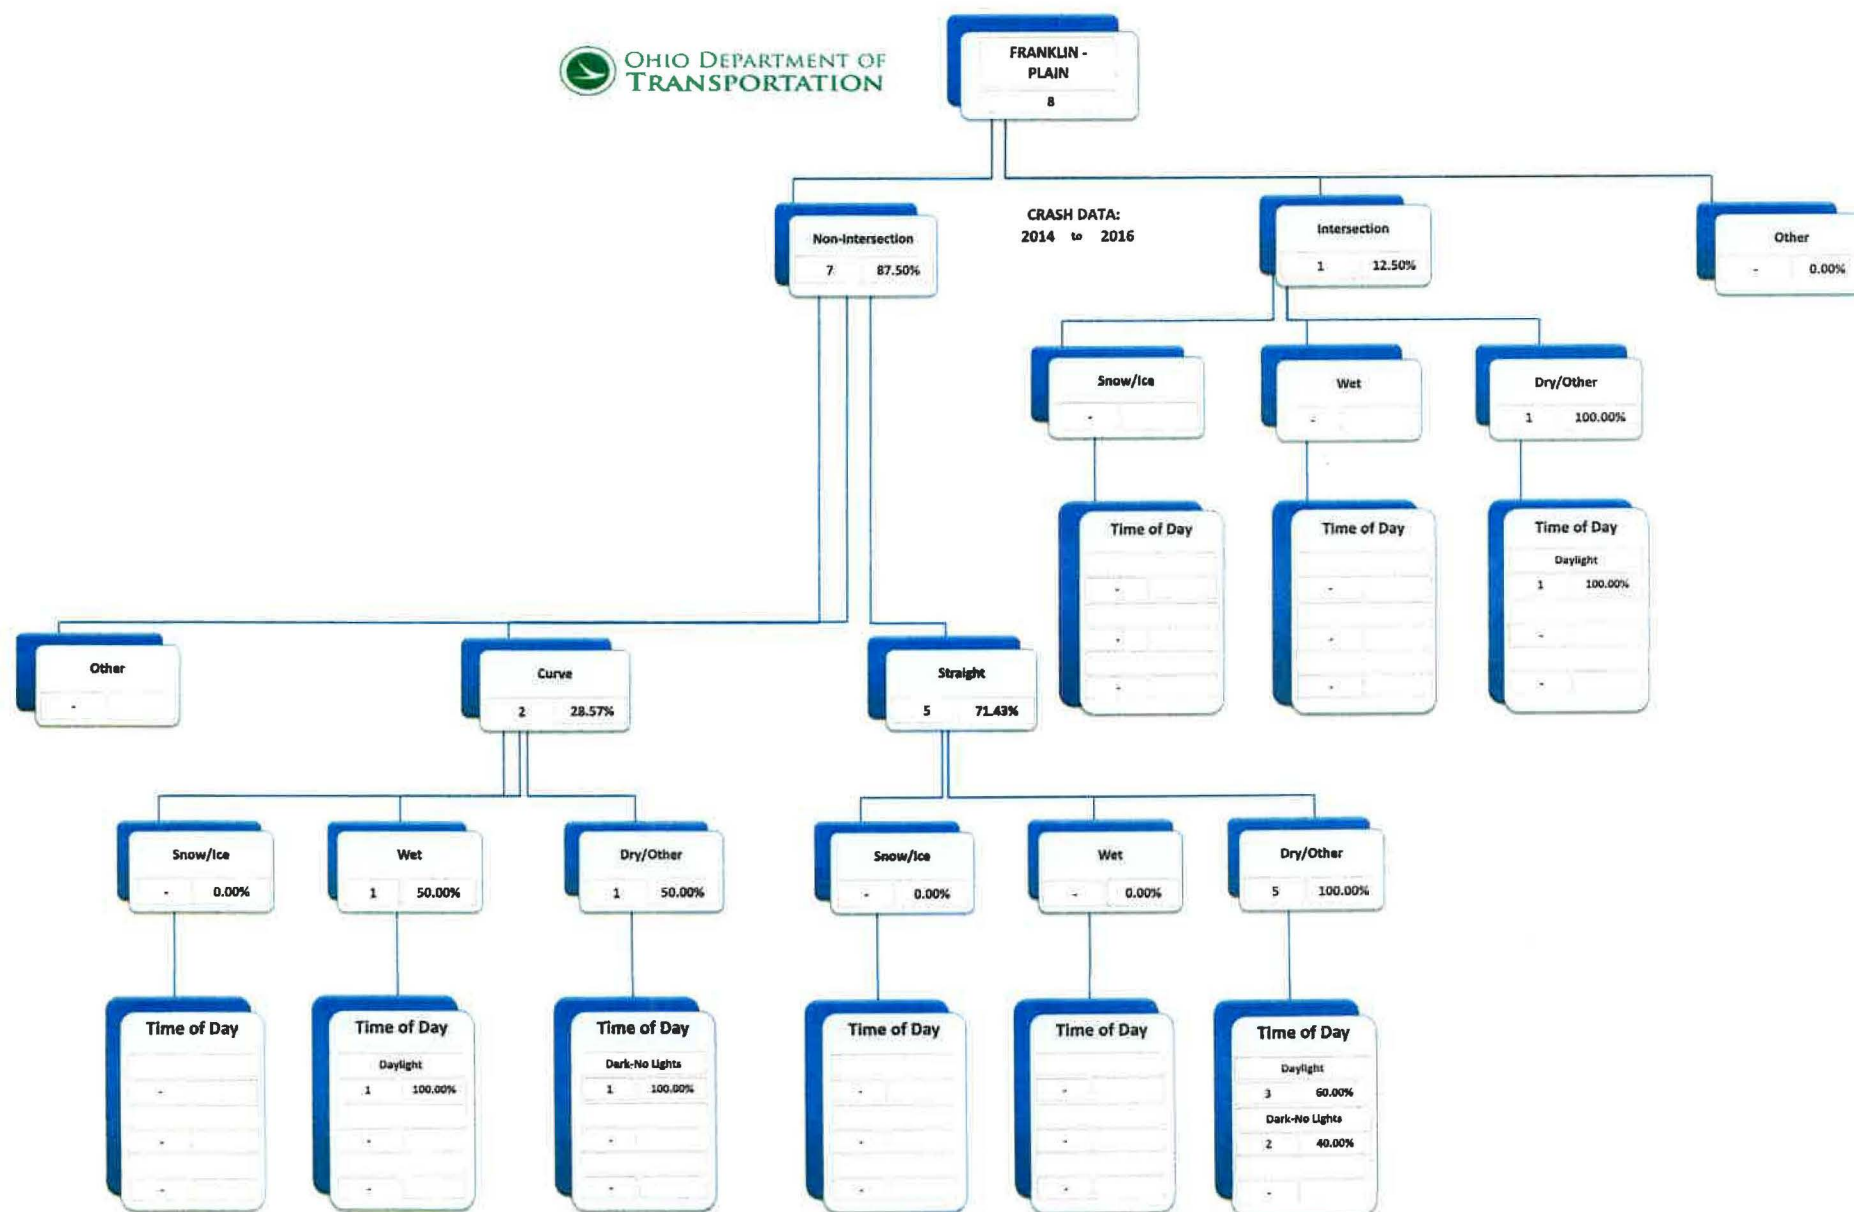 OHIO DEPARTMENT OF
TRANSPORTATION
FRANKLIN -
PLAIN
8
CRASH DATA:
2014 to 2016
Non-Intersection
7 87.50%
Intersection
1 12.50%
Other
- 0.00%
Snow/Ice
-
Wet
-
Dry/Other
1 100.00%
Time of Day
-
-
-
Time of Day
-
-
-
Time of Day
Daylight
1 100.00%
-
-
Other
-
Curve
2 28.57%
Straight
5 71.43%
Snow/Ice
- 0.00%
Wet
1 50.00%
Dry/Other
1 50.00%
Snow/Ice
- 0.00%
Wet
- 0.00%
Dry/Other
5 100.00%
Time of Day
-
-
-
Time of Day
Daylight
1 100.00%
-
-
Time of Day
Dark-No Lights
1 100.00%
-
-
Time of Day
-
-
-
Time of Day
-
-
-
Time of Day
Daylight
3 60.00%
Dark-No Lights
2 40.00%
-